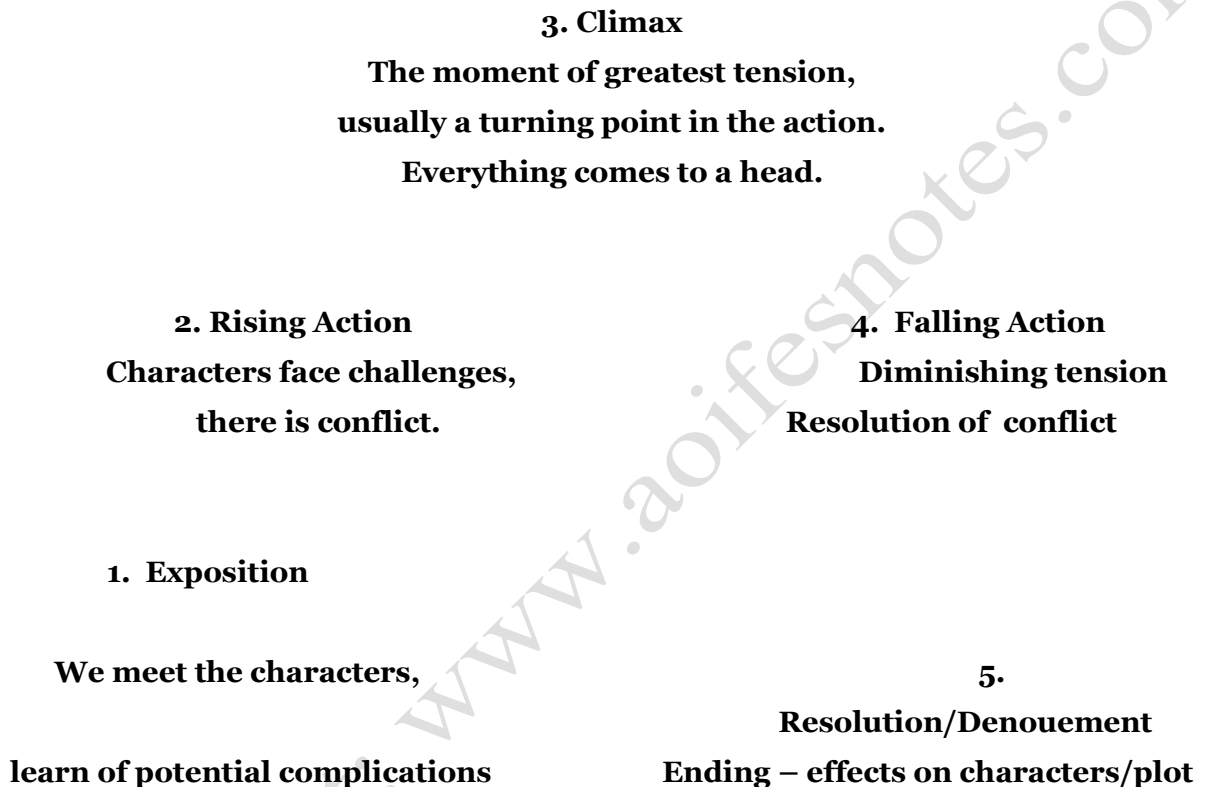 3. Climax
The moment of greatest tension,
usually a turning point in the action.
Everything comes to a head.
2. Rising Action
Characters face challenges,
there is conflict.
4. Falling Action
Diminishing tension
Resolution of conflict
1. Exposition
We meet the characters,
learn of potential complications
5.
Resolution/Denouement
Ending – effects on characters/plot
www.aoifesnotes.co